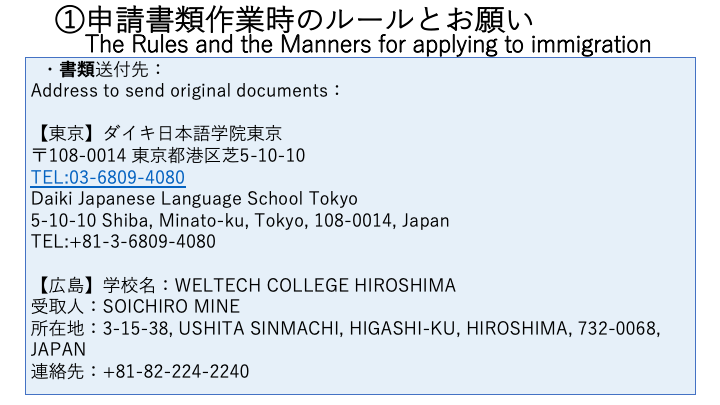 ①申請書類作業時のルールとお願い
The Rules and the Manners for applying to immigration
・書類送付先：
Address to send original documents：
【東京】ダイキ日本語学院東京
〒108-0014 東京都港区芝5-10-10
TEL:03-6809-4080
Daiki Japanese Language School Tokyo
5-10-10 Shiba, Minato-ku, Tokyo, 108-0014, Japan
TEL:+81-3-6809-4080
【広島】学校名：WELTECH COLLEGE HIROSHIMA
受取人：SOICHIRO MINE
所在地：3-15-38, USHITA SINMACHI, HIGASHI-KU, HIROSHIMA, 732-0068,
JAPAN
連絡先：+81-82-224-2240